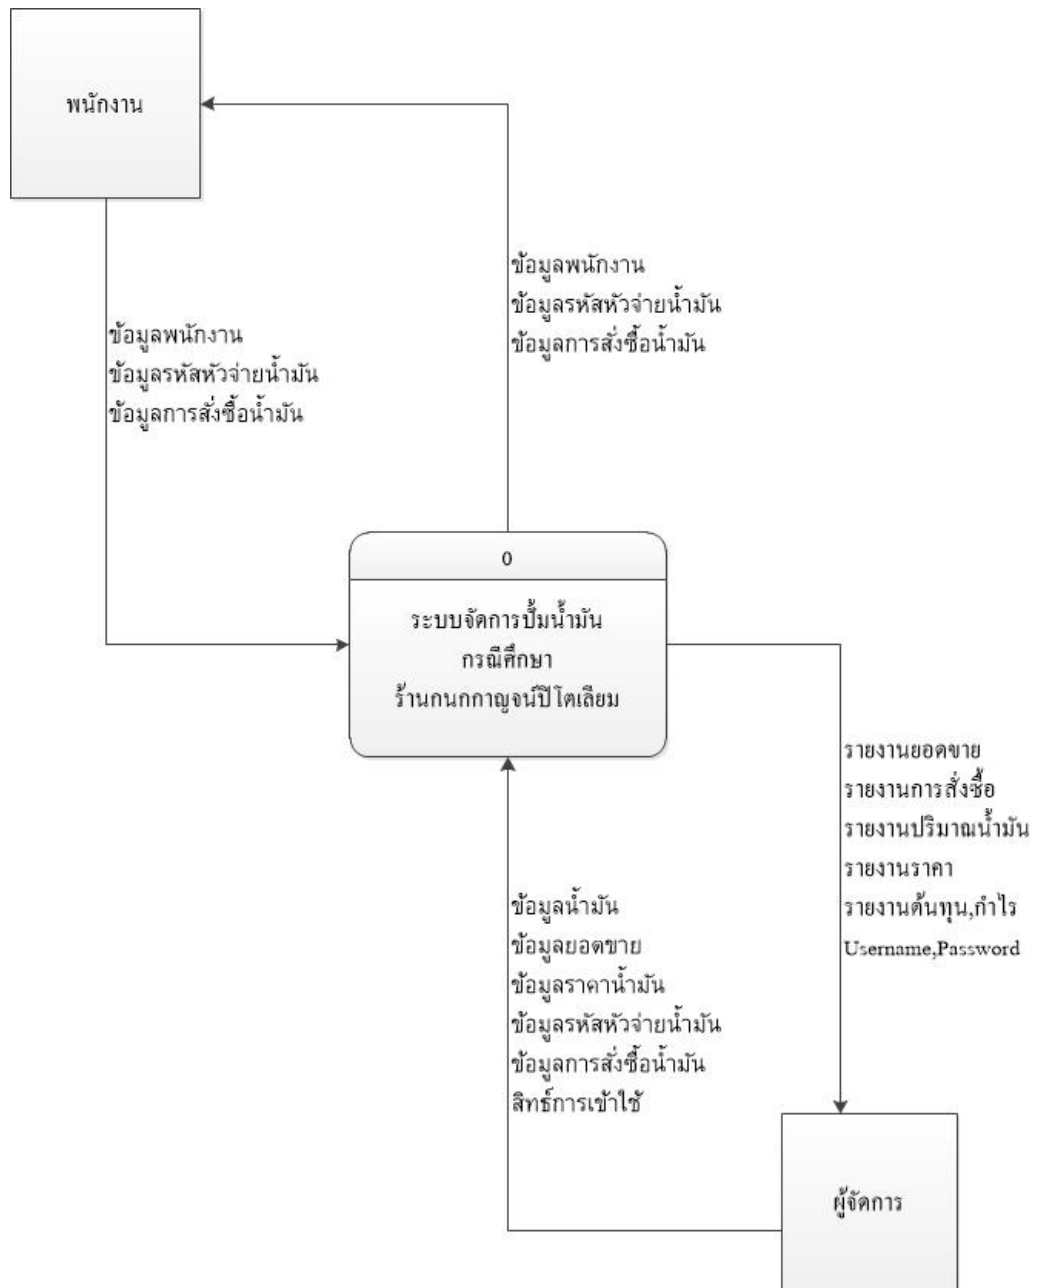 พนักงาน
ข้อมูลพนักงาน
ข้อมูลรหัสหัวจ่ายน้ำมัน
ข้อมูลการสั่งซื้อน้ำมัน
ข้อมูลพนักงาน
ข้อมูลรหัสหัวจ่ายน้ำมัน
ข้อมูลการสั่งซื้อน้ำมัน
0
ระบบจัดการปั้มน้ำมัน
กรณีศึกษา
ร้านกนกกาญจน์ปิโตเลียม
รายงานยอดขาย
รายงานการสั่งซื้อ
รายงานปริมาณน้ำมัน
รายงานราคา
รายงานต้นทุน,กำไร
Username,Password
ข้อมูลน้ำมัน
ข้อมูลยอดขาย
ข้อมูลราคาน้ำมัน
ข้อมูลรหัสหัวจ่ายน้ำมัน
ข้อมูลการสั่งซื้อน้ำมัน
สิทธ์การเข้าใช้
ผู้จัดการ